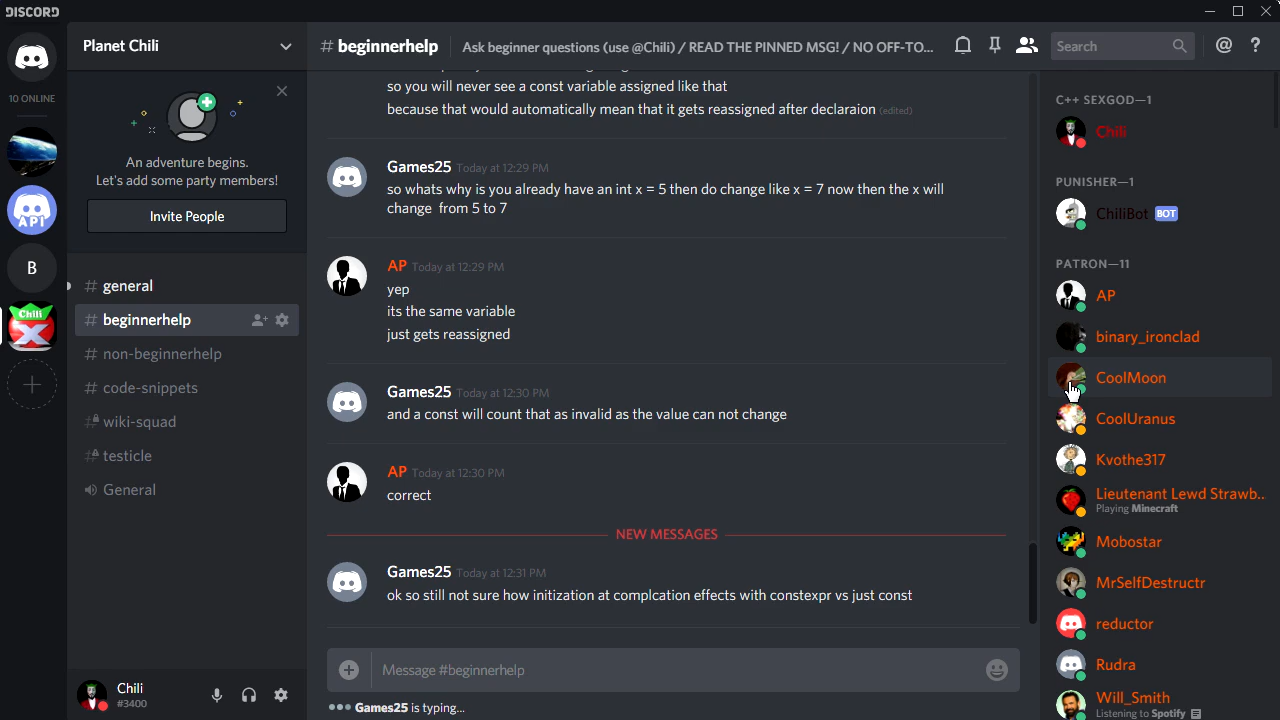 DISCORD
10 ONLINE
API
B
Chili
X
Planet Chili
An adventure begins.
Let's add some party members!
Invite People
# general
# beginnerhelp
# non-beginnerhelp
# code-snippets
# wiki-squad
# testicle
General
Chili
#3400
# beginnerhelp
Ask beginner questions (use @Chili) / READ THE PINNED MSG! / NO OFF-TO...
Search
@ ?
so you will never see a const variable assigned like that
because that would automatically mean that it gets reassigned after declaraion (edited)
Games25 Today at 12:29 PM
so whats why is you already have an int x = 5 then do change like x = 7 now then the x will
change from 5 to 7
AP Today at 12:29 PM
yep
its the same variable
just gets reassigned
Games25 Today at 12:30 PM
and a const will count that as invalid as the value can not change
AP Today at 12:30 PM
correct
NEW MESSAGES
Games25 Today at 12:31 PM
ok so still not sure how initization at complcation effects with constexpr vs just const
Message #beginnerhelp
Games25 is typing...
C++ SEXGOD—1
Chili
PUNISHER—1
ChiliBot BOT
PATRON—11
AP
binary_ironclad
CoolMoon
CoolUranus
Kvothe317
Lieutenant Lewd Strawb..
Playing Minecraft
Mobostar
MrSelfDestructr
reductor
Rudra
Will_Smith
Listening to Spotify